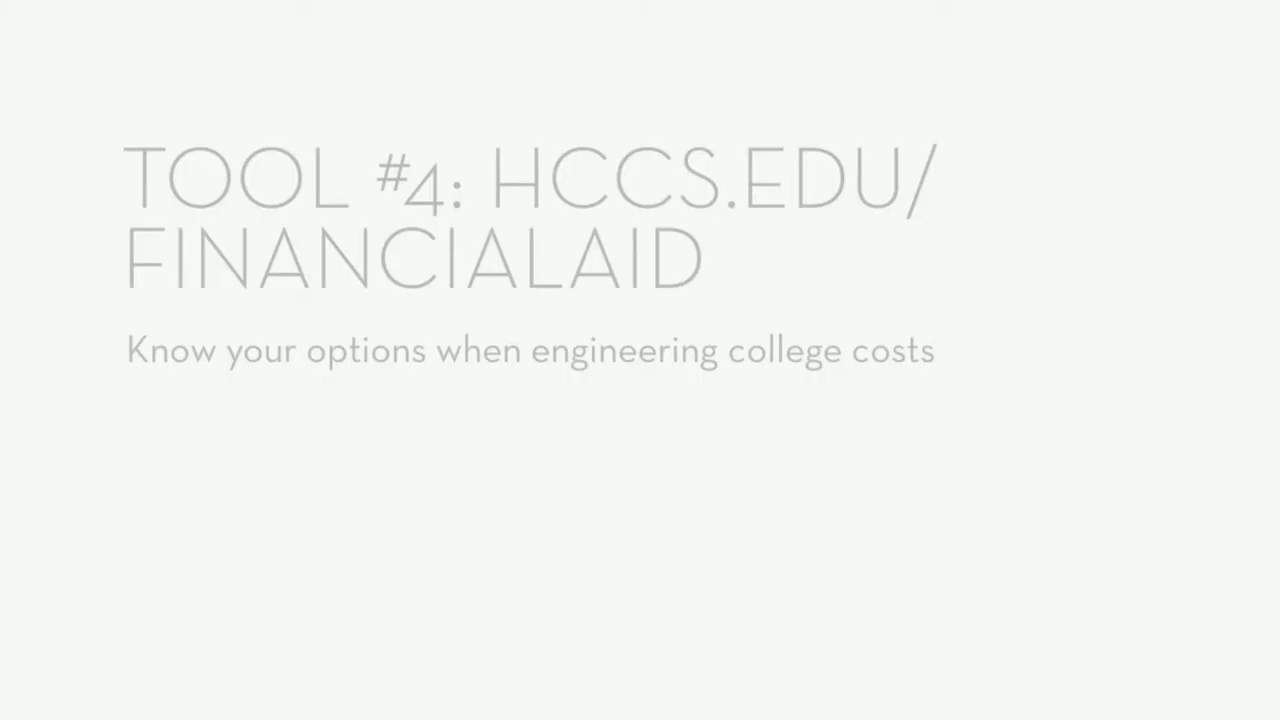 TOOL #4: HCCS.EDU/
FINANCIALAID
Know your options when engineering college costs